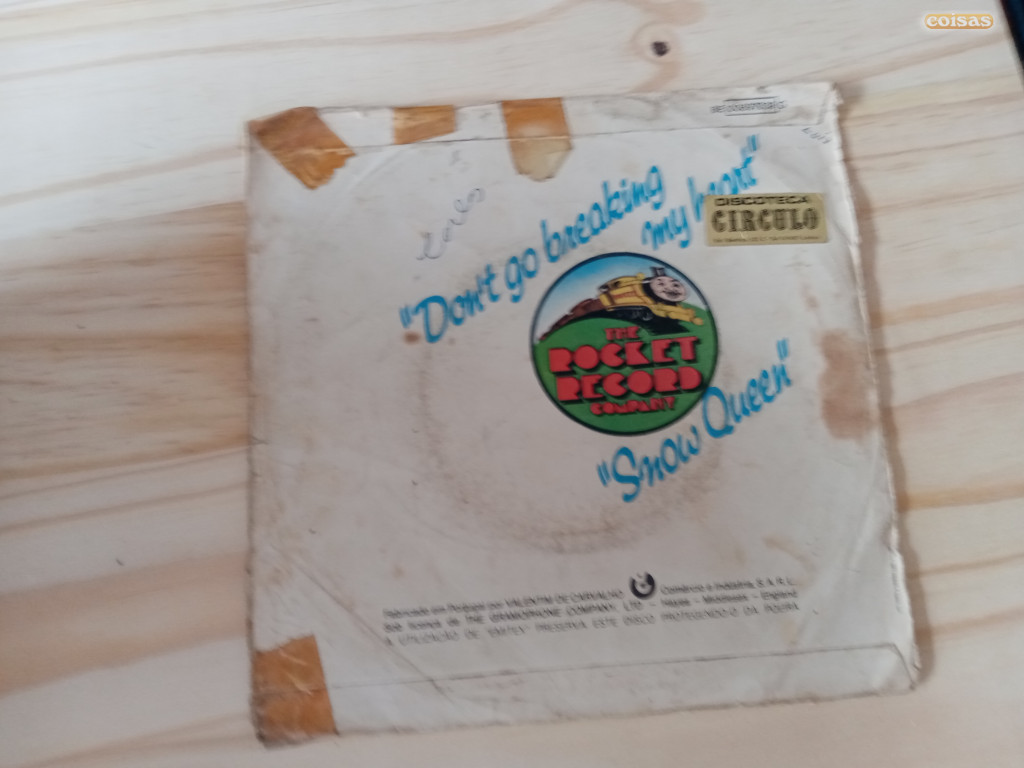 coisas
"Don't go breaking
my heart"
DISCOTECA
CIRCULO
THE
ROCKET
RECORD
COMPANY
"Snow Queen"
Fabricado em Portugal por VALENTIM DE CARVALHO Comércio e Indústria, S.A.R.L.
Sob licença de THE GRAMOPHONE COMPANY, LTD - Hayes - Middlesex - England
A UTILIZAÇÃO DE "EMITEX" PRESERVA ESTE DISCO PROTEGENDO-O DA POEIRA